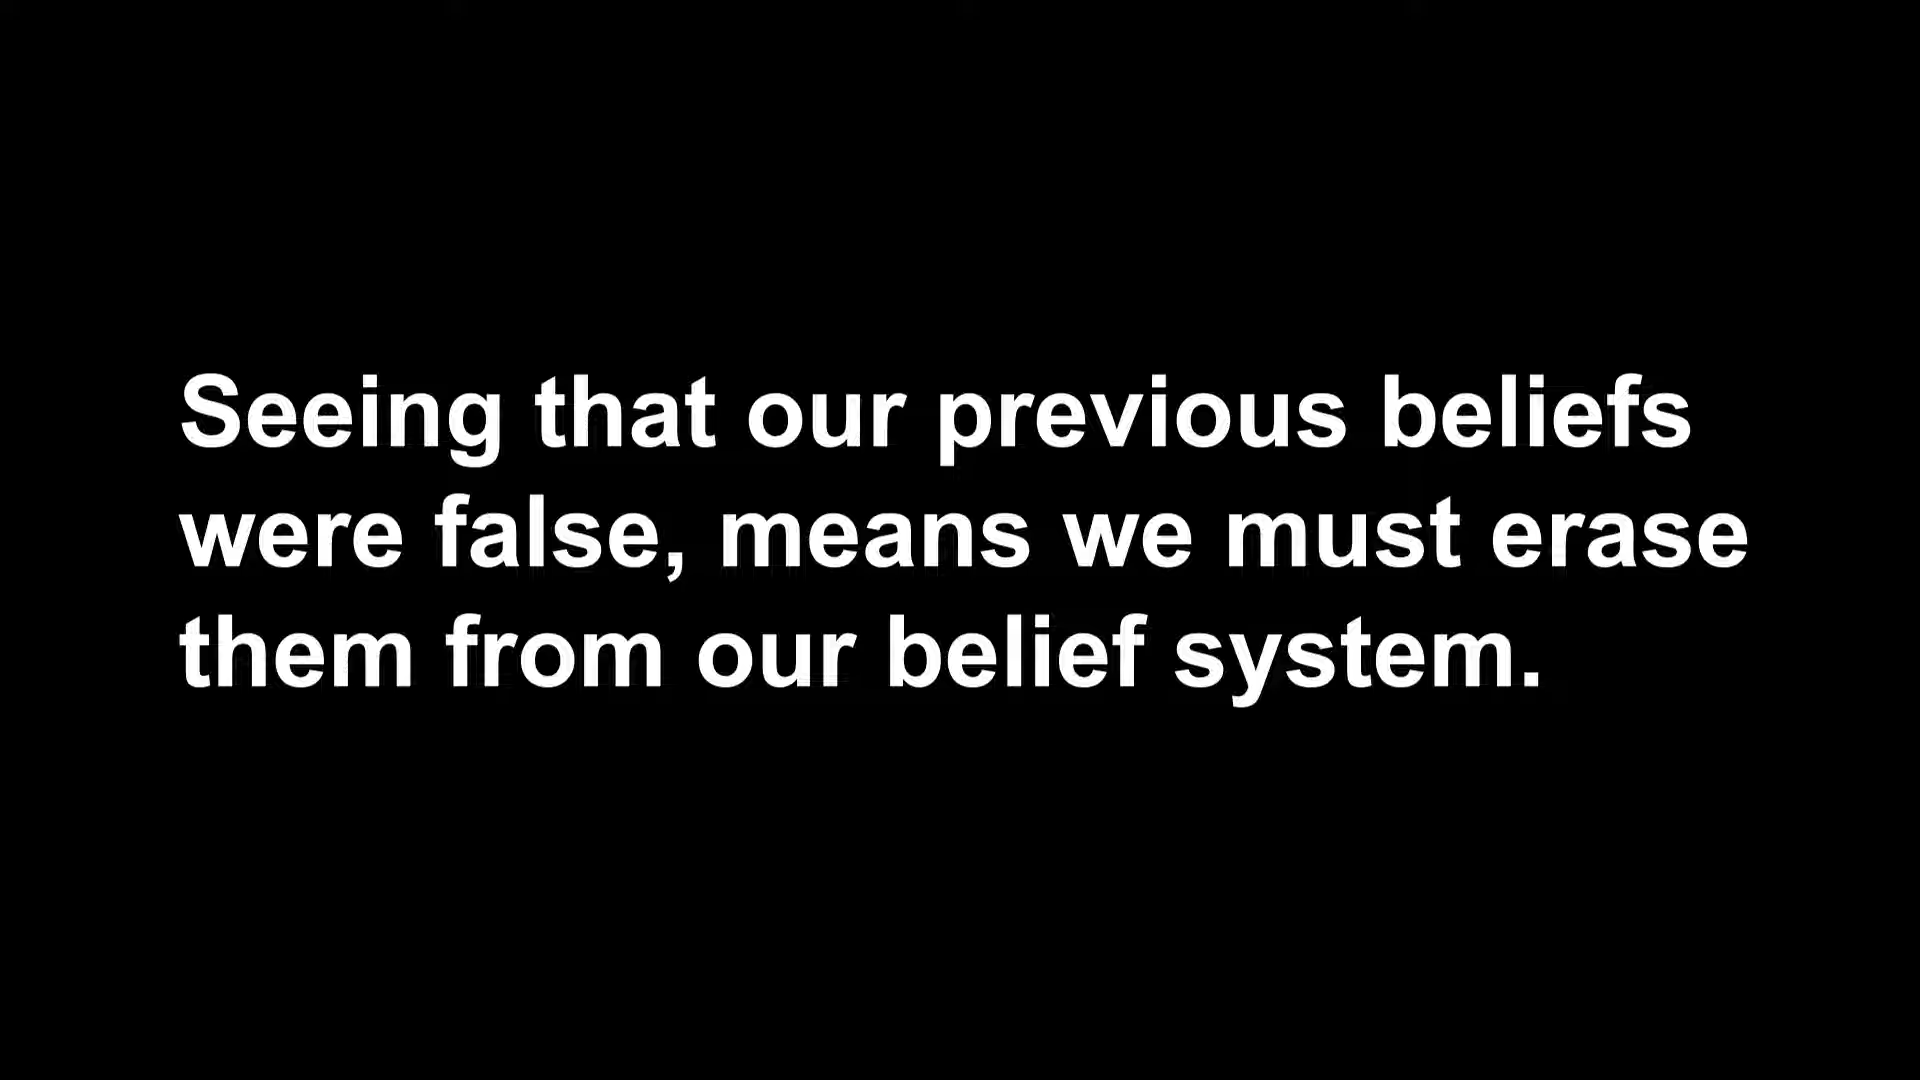 Seeing that our previous beliefs
were false, means we must erase
them from our belief system.